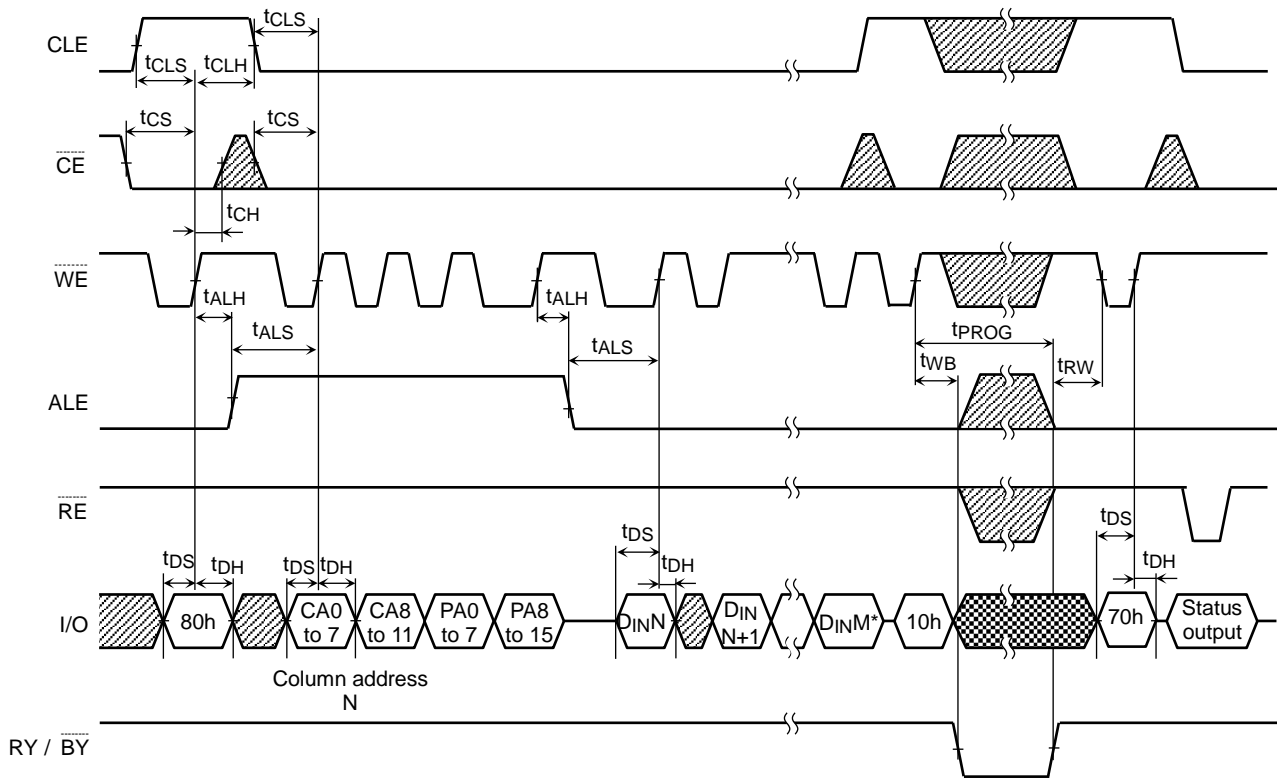 CLE
tCLS
tCLS
tCLH
CE
tCS
tCS
tCH
WE
tALH
tALS
tALH
tALS
tPROG
tWB
tRW
ALE
RE
tDS
tDH
tDS
tDH
tDS
tDH
tDS
tDH
I/O
80h
CA0 to 7
CA8 to 11
PA0 to 7
PA8 to 15
DINN
DIN N+1
DINM*
10h
70h
Status output
Column address
N
RY / BY